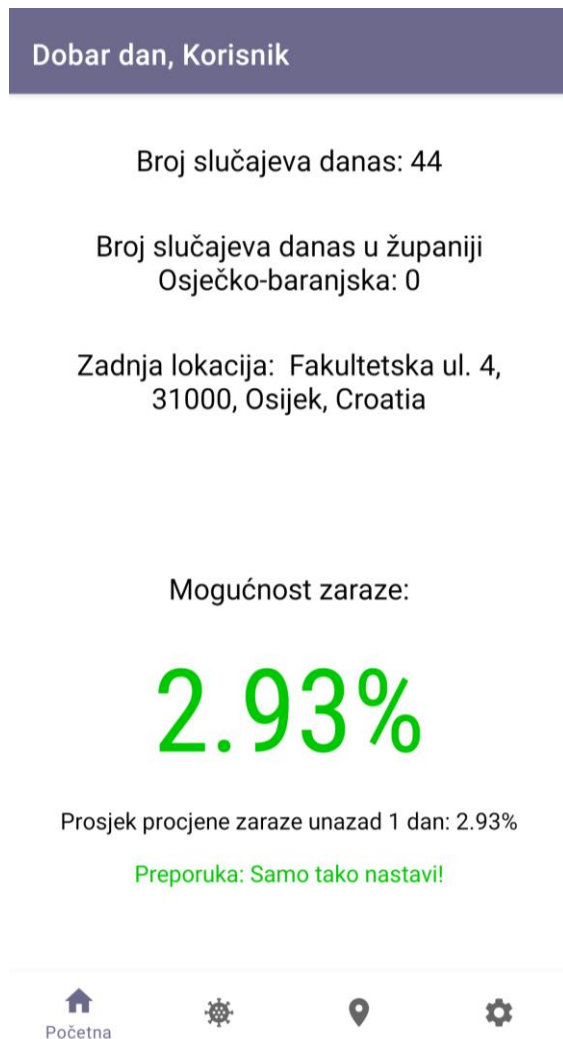 Dobar dan, Korisnik
Broj slučajeva danas: 44
Broj slučajeva danas u županiji
Osječko-baranjska: 0
Zadnja lokacija:  Fakultetska ul. 4,
31000, Osijek, Croatia
Mogućnost zaraze:
2.93%
Prosjek procjene zaraze unazad 1 dan: 2.93%
Preporuka: Samo tako nastavi!
Početna